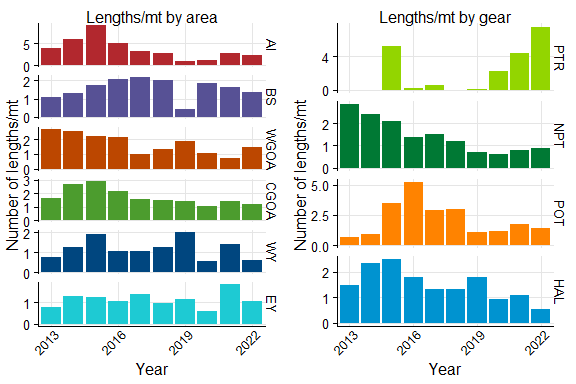 Lengths/mt by area
Lengths/mt by gear
Number of lengths/mt
5
0
AI
2
1
0
BS
2
1
0
WGOA
3
2
1
0
CGOA
2
1
0
WY
1
0
EY
2013
2016
2019
2022
Year
Number of lengths/mt
4
0
PTR
2
1
0
NPT
5.0
2.5
0.0
POT
2
1
0
HAL
2013
2016
2019
2022
Year